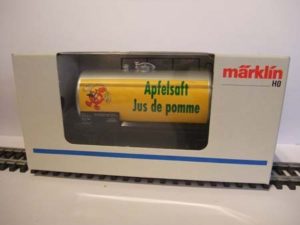 märklin
H0
Apfelsaft
Jus de pomme